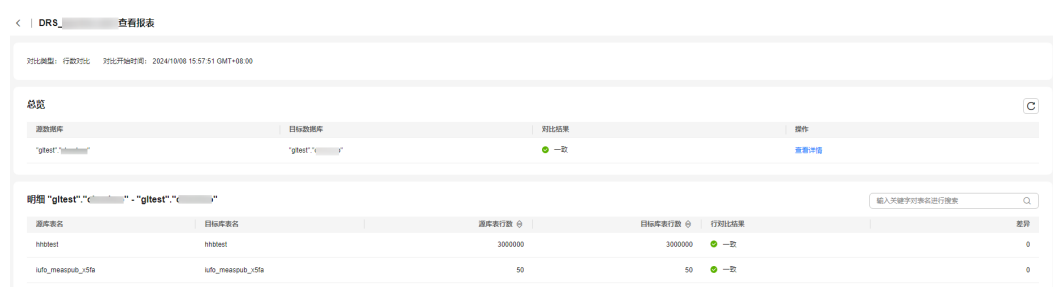 DRS_ 查看报表
对比类型： 行数对比 对比开始时间： 2024/10/08 15:57:51 GMT+08:00
总览
源数据库 目标数据库 对比结果 操作
"gltest"." " "gltest"." " 一致 查看详情
明细 "gltest"." " - "gltest"." "
输入关键字对表名进行搜索
源库表名 目标库表名 源库表行数 目标库表行数 行对比结果 差异
hhbtest hhbtest 3000000 3000000 一致 0
iufo_measpub_x5fa iufo_measpub_x5fa 50 50 一致 0